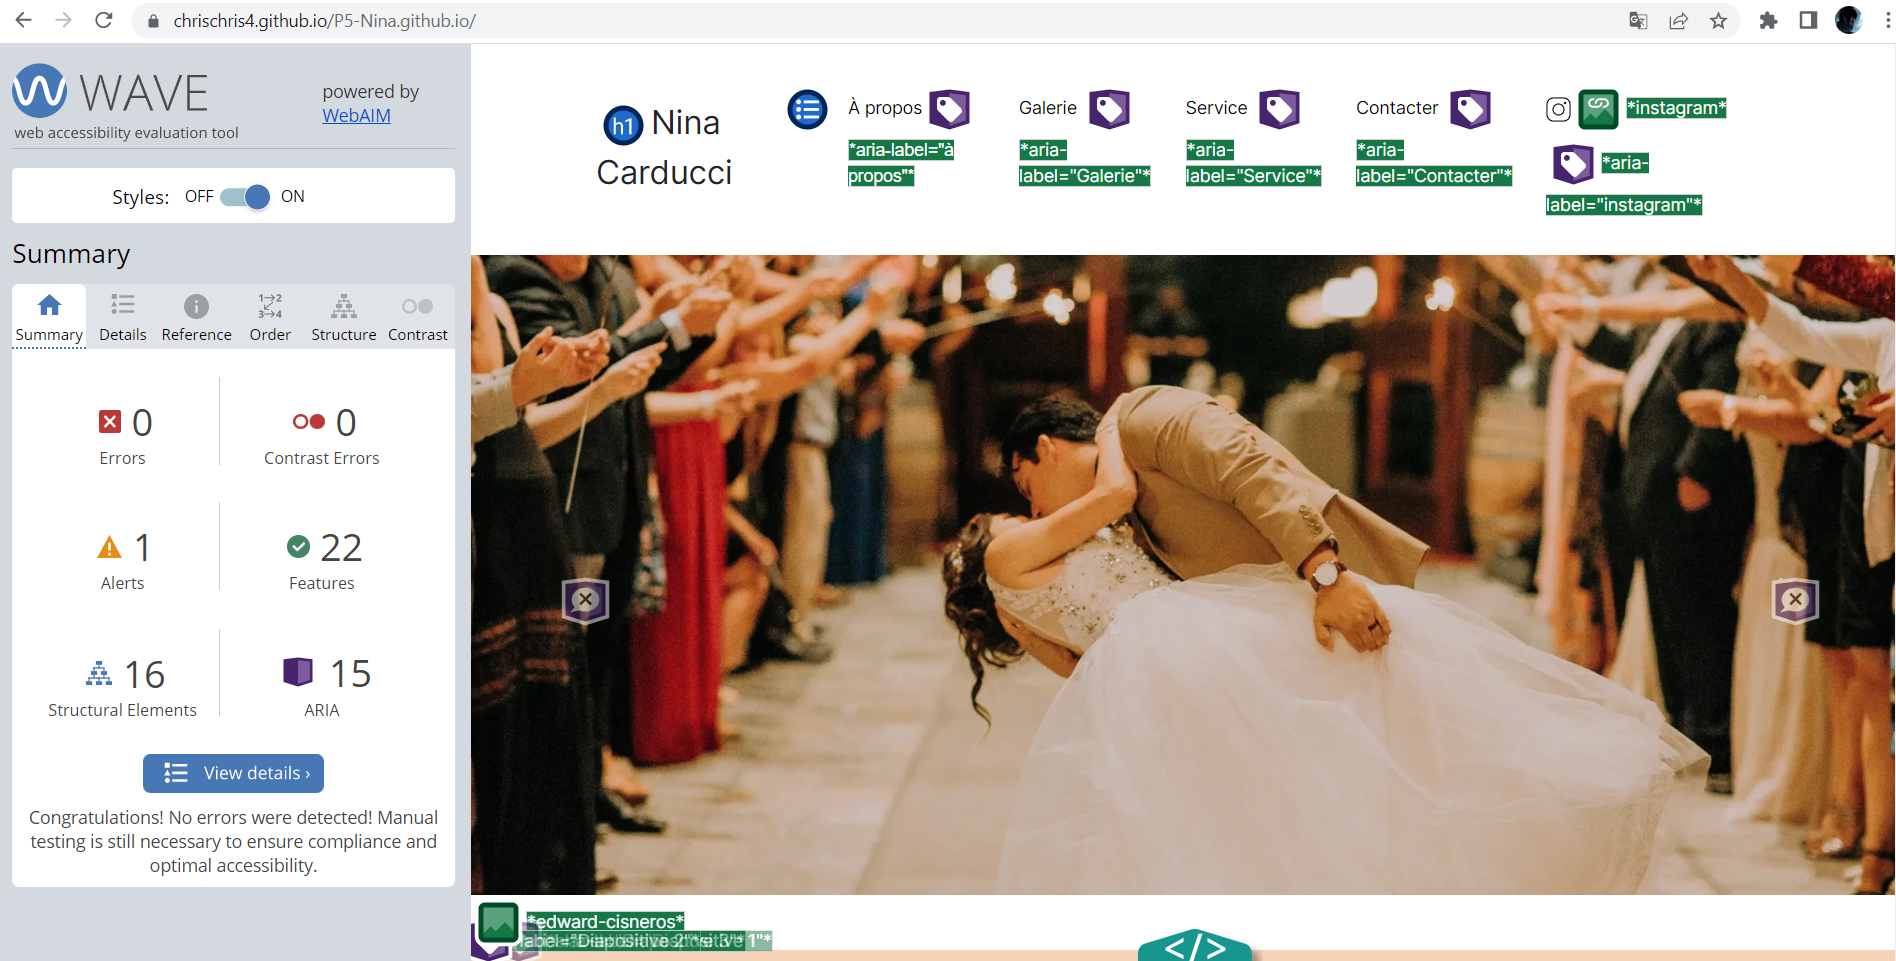 chrischris4.github.io/P5-Nina.github.io/
WAVE
web accessibility evaluation tool
powered by
WebAIM
Styles: OFF ON
Summary
Summary Details Reference Order Structure Contrast
0
Errors
0
Contrast Errors
1
Alerts
22
Features
16
Structural Elements
15
ARIA
View details ›
Congratulations! No errors were detected! Manual
testing is still necessary to ensure compliance and
optimal accessibility.
h1 Nina
Carducci
À propos
*aria-label="à
propos"*
Galerie
*aria-
label="Galerie"*
Service
*aria-
label="Service"*
Contacter
*aria-
label="Contacter"*
*instagram*
*aria-
label="instagram"*
*edward-cisneros*
</>